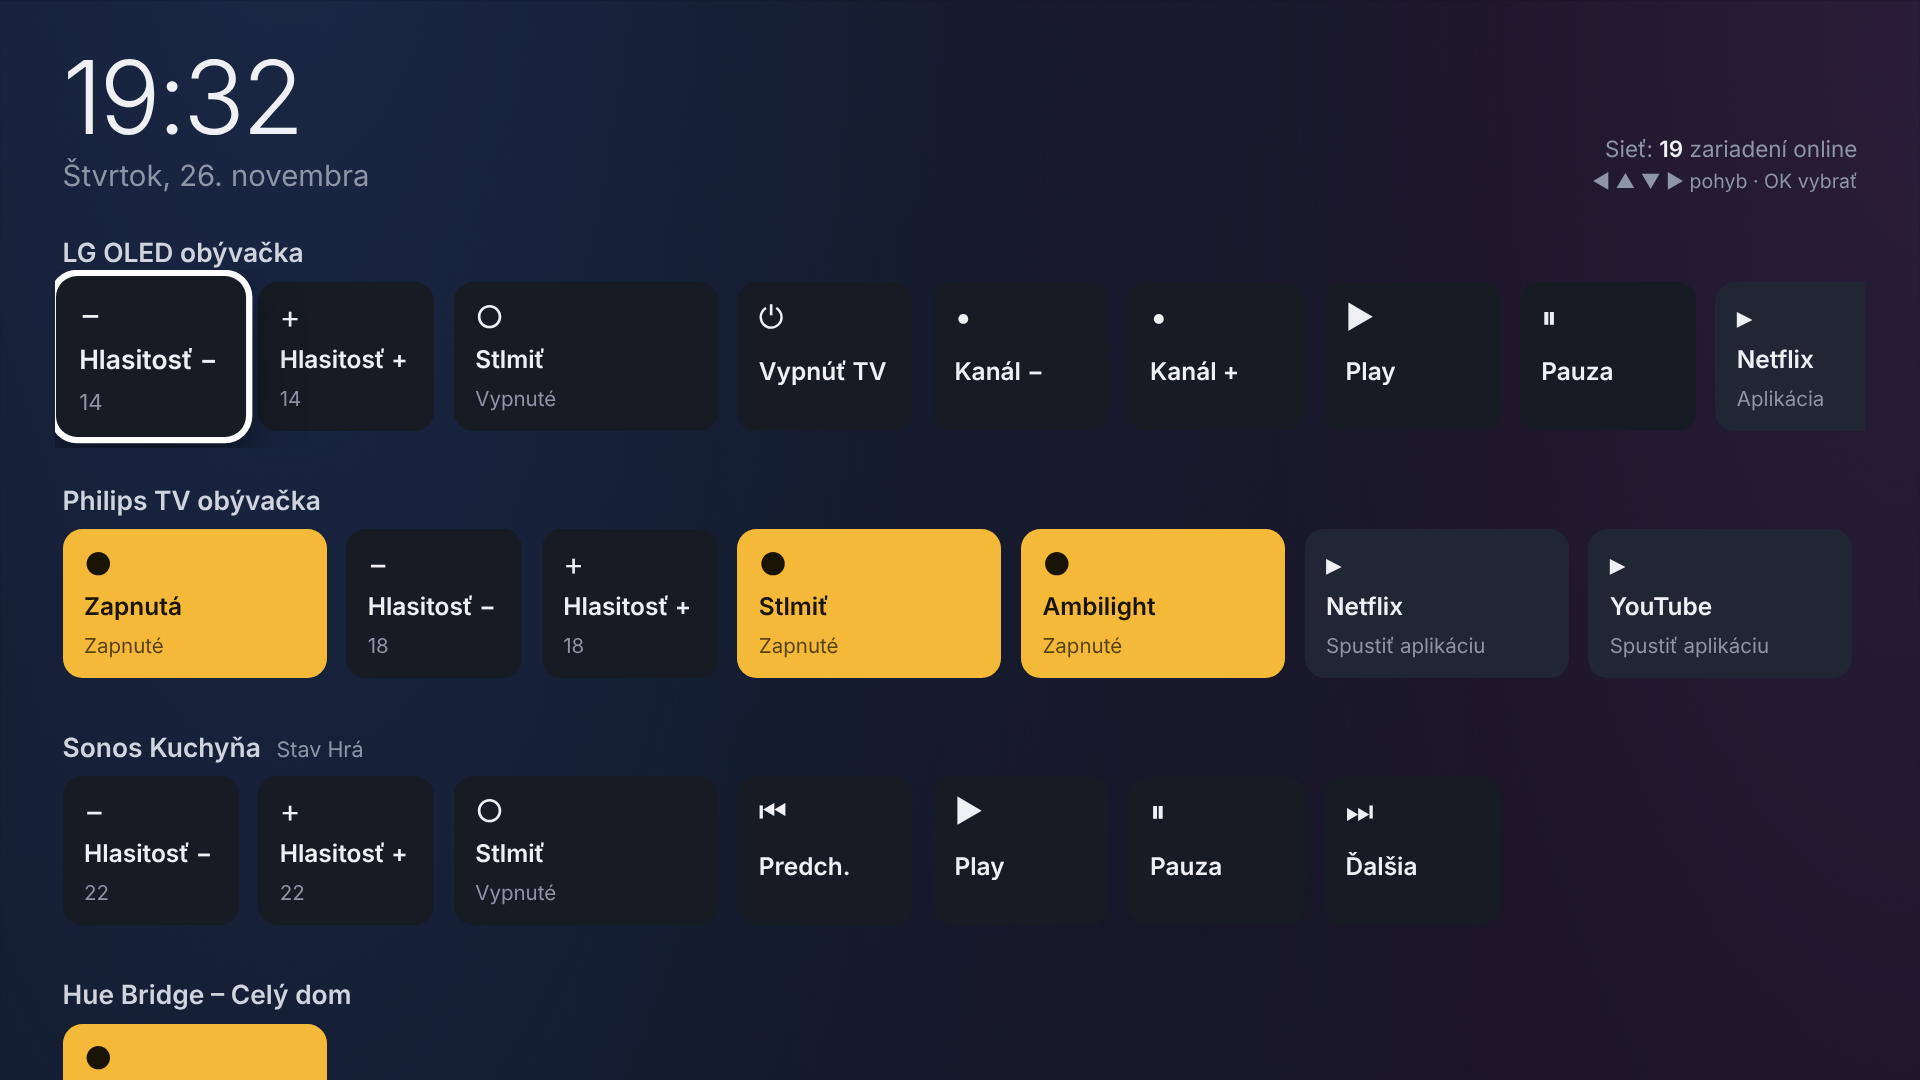 19:32
Štvrtok, 26. novembra
Sieť: 19 zariadení online
◀ ▲ ▼ ▶ pohyb · OK vybrať
LG OLED obývačka
− Hlasitosť − 14
+ Hlasitosť + 14
Stlmiť Vypnuté
Vypnúť TV
Kanál −
Kanál +
Play
Pauza
Netflix Aplikácia
Philips TV obývačka
Zapnutá Zapnuté
− Hlasitosť − 18
+ Hlasitosť + 18
Stlmiť Zapnuté
Ambilight Zapnuté
Netflix Spustiť aplikáciu
YouTube Spustiť aplikáciu
Sonos Kuchyňa Stav Hrá
− Hlasitosť − 22
+ Hlasitosť + 22
Stlmiť Vypnuté
Predch.
Play
Pauza
Ďalšia
Hue Bridge – Celý dom